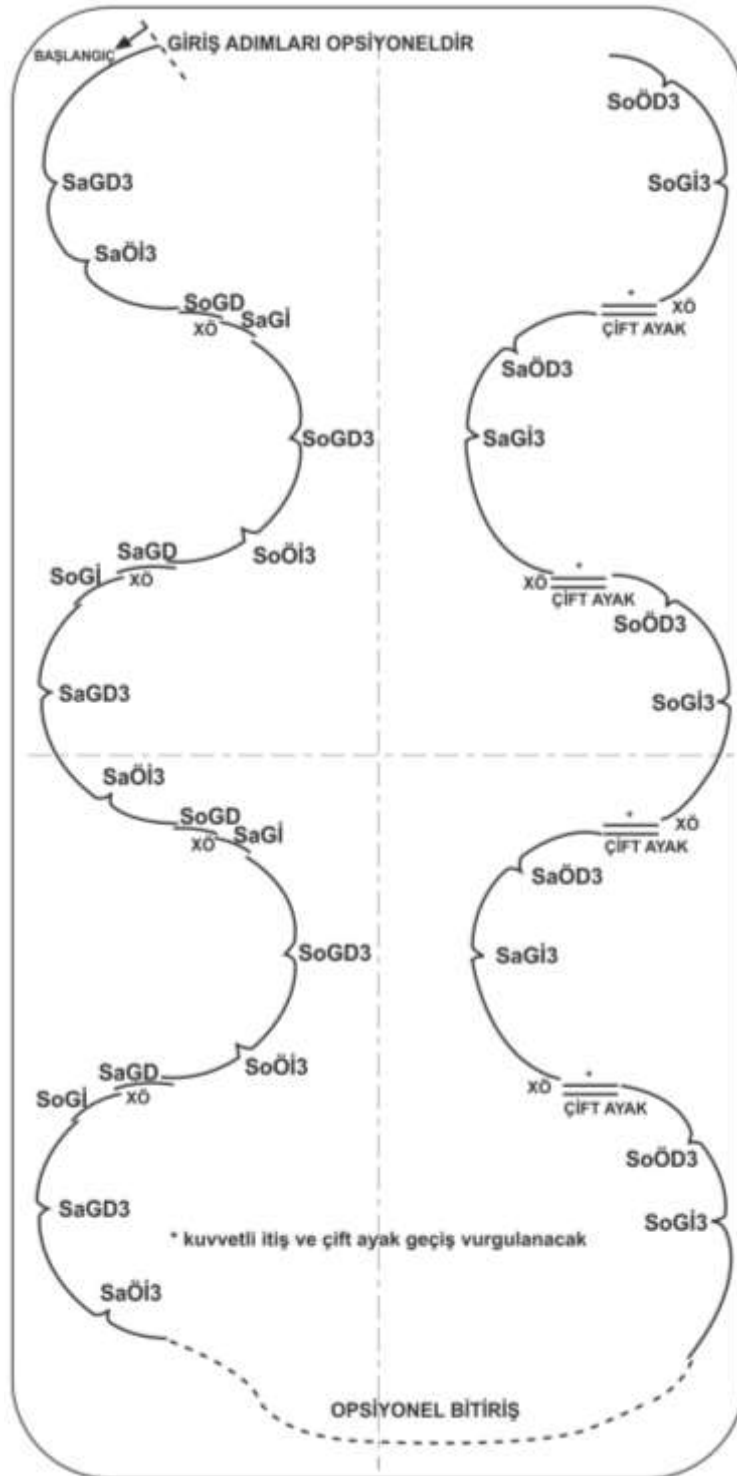 BAŞLANGIÇ
GİRİŞ ADIMLARI OPSİYONELDİR
SaGD3
SaÖİ3
SoGD
XÖ
SaGİ
SoGD3
SoÖİ3
SaGD
XÖ
SoGİ
SaGD3
SaÖİ3
SoGD
XÖ
SaGİ
SoGD3
SoÖİ3
SaGD
XÖ
SoGİ
SaGD3
SaÖİ3
* kuvvetli itiş ve çift ayak geçiş vurgulanacak
OPSİYONEL BİTİRİŞ
SoGİ3
SoÖD3
*
XÖ
ÇİFT AYAK
SaGİ3
SaÖD3
*
XÖ
ÇİFT AYAK
SoGİ3
SoÖD3
*
XÖ
ÇİFT AYAK
SaGİ3
SaÖD3
*
XÖ
ÇİFT AYAK
SoGİ3
SoÖD3